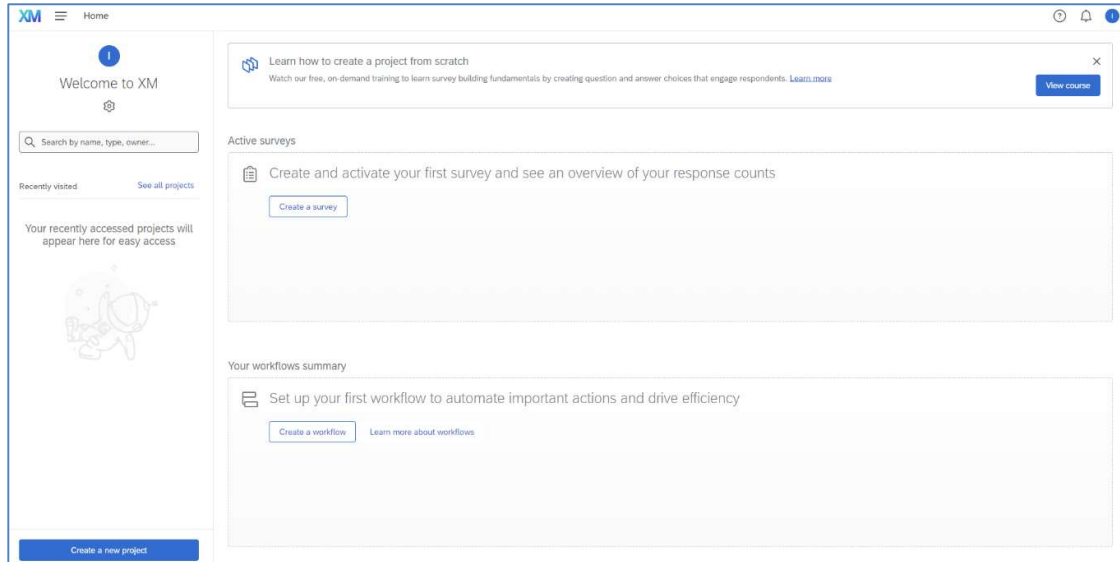 XM Home
I
I
Welcome to XM
Search by name, type, owner...
Recently visited See all projects
Your recently accessed projects will
appear here for easy access
Create a new project
Learn how to create a project from scratch
Watch our free, on-demand training to learn survey building fundamentals by creating question and answer choices that engage respondents. Learn more
View course
Active surveys
Create and activate your first survey and see an overview of your response counts
Create a survey
Your workflows summary
Set up your first workflow to automate important actions and drive efficiency
Create a workflow Learn more about workflows